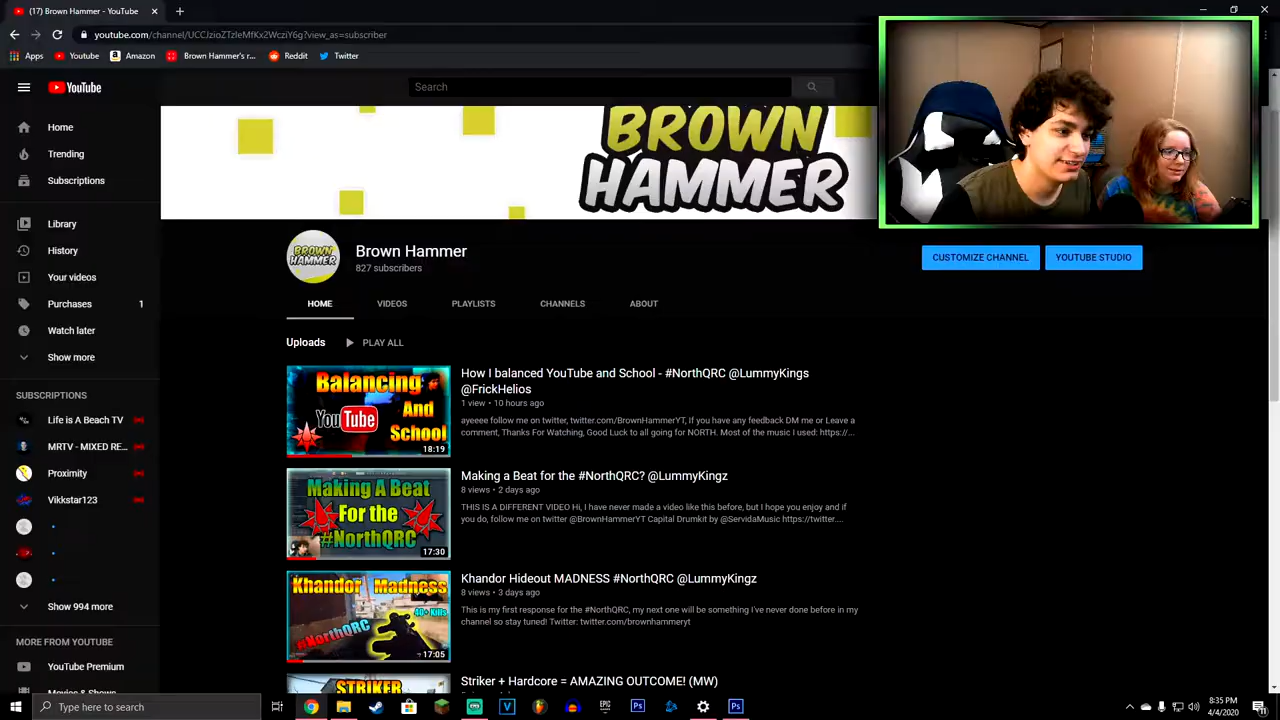 (17) Brown Hammer - YouTube
youtube.com/channel/UCCJzioZTzleMfKx2WcziY6g?view_as=subscriber
Apps Youtube Amazon Brown Hammer's r... Reddit Twitter
YouTube
Search
Home
Trending
Subscriptions
Library
History
Your videos
Purchases 1
Watch later
Show more
SUBSCRIPTIONS
Life is A Beach TV
MRTV - MIXED RE...
Proximity
Vikkstar123
Show 994 more
MORE FROM YOUTUBE
YouTube Premium
Movies & Shows
BROWN
HAMMER
BROWN
HAMMER
Brown Hammer
827 subscribers
CUSTOMIZE CHANNEL YOUTUBE STUDIO
HOME VIDEOS PLAYLISTS CHANNELS ABOUT
Uploads PLAY ALL
Balancing
YouTube And
School
18:19
How I balanced YouTube and School - #NorthQRC @LummyKings
@FrickHelios
1 view • 10 hours ago
ayeeee follow me on twitter, twitter.com/BrownHammerYT, If you have any feedback DM me or Leave a
comment, Thanks For Watching, Good Luck to all going for NORTH. Most of the music I used: https://...
Making A Beat
For the
#NorthQRC
17:30
Making a Beat for the #NorthQRC? @LummyKingz
8 views • 2 days ago
THIS IS A DIFFERENT VIDEO Hi, I have never made a video like this before, but I hope you enjoy and if
you do, follow me on twitter @BrownHammerYT Capital Drumkit by @ServidaMusic https://twitter....
Khandor Madness
40+ Kills
#NorthQRC
17:05
Khandor Hideout MADNESS #NorthQRC @LummyKingz
8 views • 3 days ago
This is my first response for the #NorthQRC, my next one will be something I've never done before in my
channel so stay tuned! Twitter: twitter.com/brownhammeryt
STRIKER
Striker + Hardcore = AMAZING OUTCOME! (MW)
Type here to search
EPIC
Ps
Ps
8:35 PM
4/4/2020